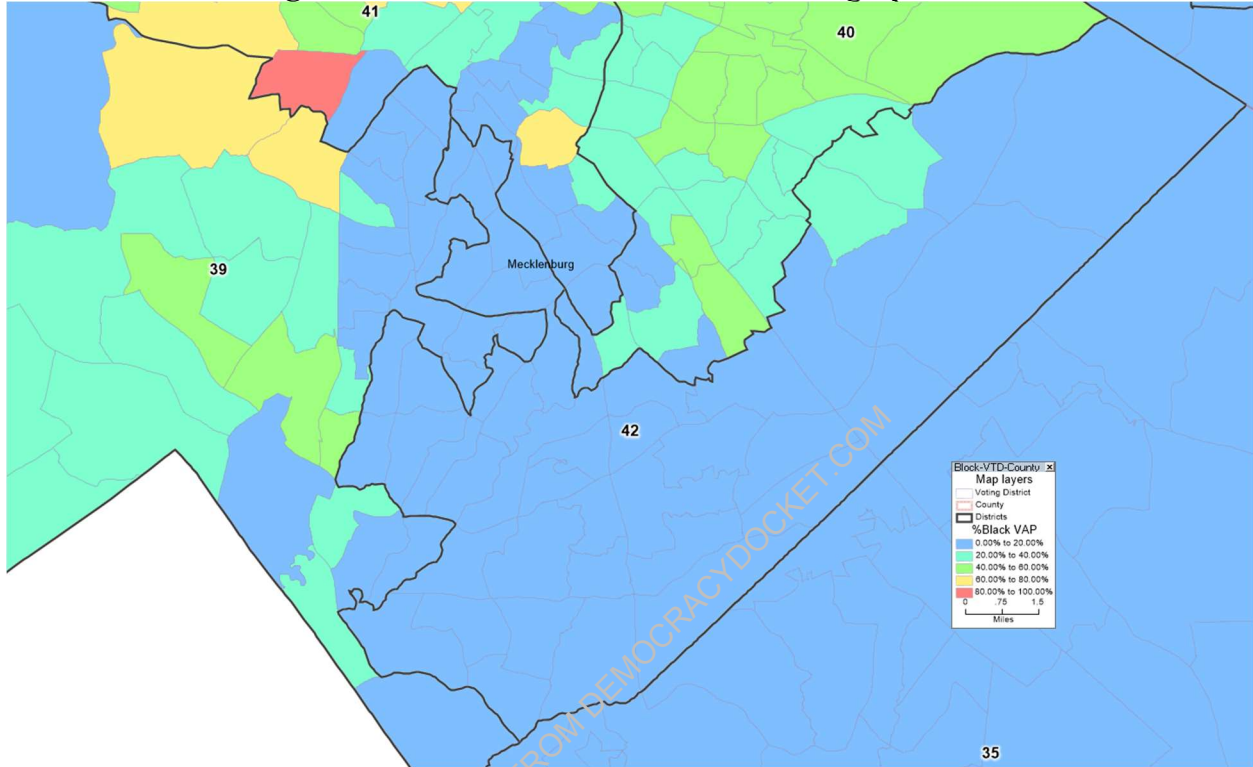 41
40
39
Mecklenburg
42
Block-VTD-County x
Map layers
Voting District
County
Districts
%Black VAP
0.00% to 20.00%
20.00% to 40.00%
40.00% to 60.00%
60.00% to 80.00%
80.00% to 100.00%
0 .75 1.5
Miles
FROM DEMOCRACYDOCKET.COM
35